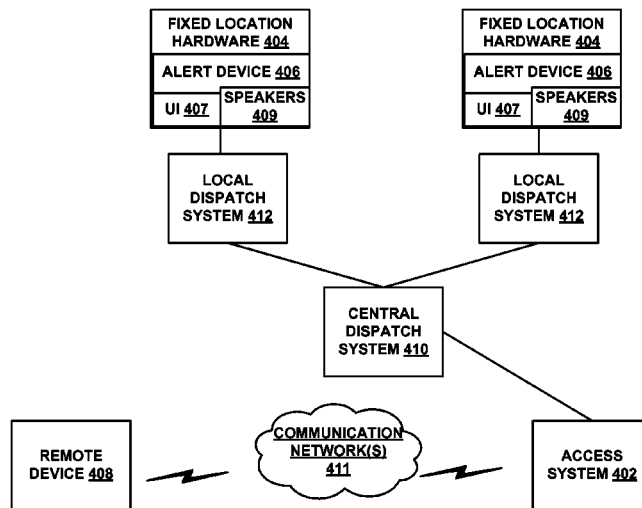 FIXED LOCATION
HARDWARE 404
ALERT DEVICE 406
UI 407
SPEAKERS
409
FIXED LOCATION
HARDWARE 404
ALERT DEVICE 406
UI 407
SPEAKERS
409
LOCAL
DISPATCH
SYSTEM 412
LOCAL
DISPATCH
SYSTEM 412
CENTRAL
DISPATCH
SYSTEM 410
REMOTE
DEVICE 408
COMMUNICATION
NETWORK(S)
411
ACCESS
SYSTEM 402